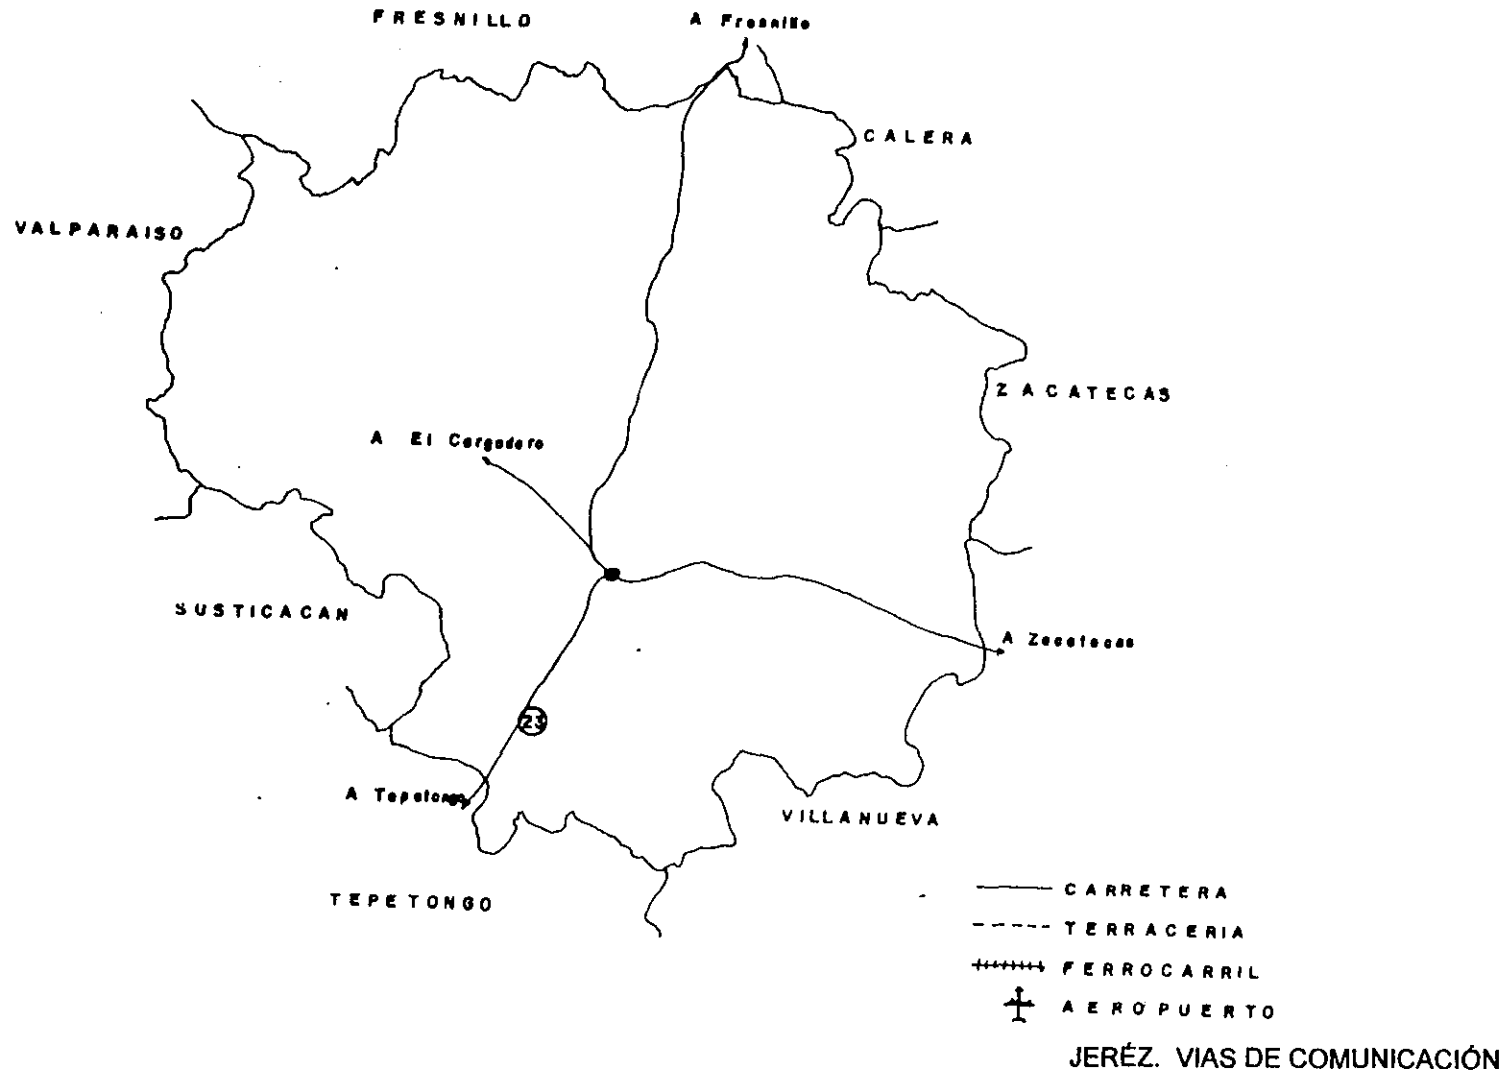 FRESNILLO
A Fresnillo
CALERA
VALPARAISO
ZACATECAS
A El Cargadero
SUSTICACAN
A Zacatecas
23
A Tepetongo
VILLANUEVA
TEPETONGO
CARRETERA
TERRACERIA
FERROCARRIL
AEROPUERTO
JERÉZ. VIAS DE COMUNICACIÓN